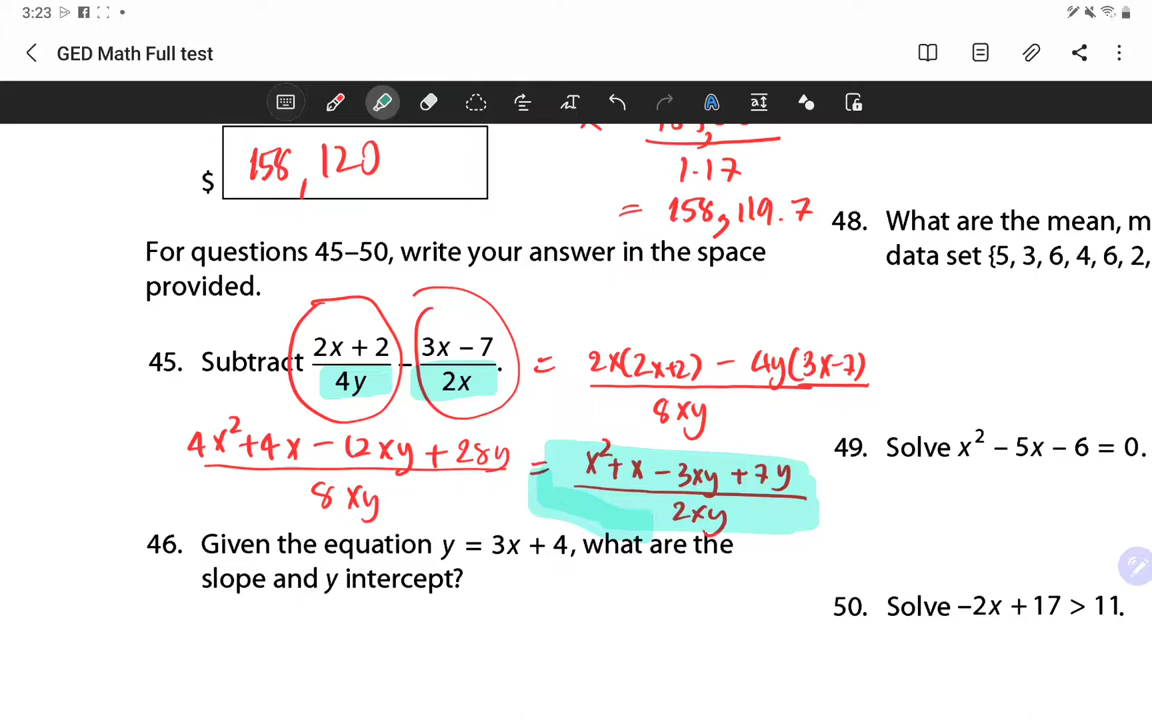 3:23
GED Math Full test
158,120
$
1.17
= 158,119.7
For questions 45–50, write your answer in the space
provided.
45. Subtract (2x + 2)/(4y) – (3x – 7)/(2x). = (2x(2x+2) – 4y(3x–7))/(8xy)
(4x²+4x – 12xy + 28y)/(8xy) = (x²+x – 3xy + 7y)/(2xy)
46. Given the equation y = 3x + 4, what are the
slope and y intercept?
48. What are the mean, m
data set {5, 3, 6, 4, 6, 2,
49. Solve x² – 5x – 6 = 0.
50. Solve –2x + 17 > 11.